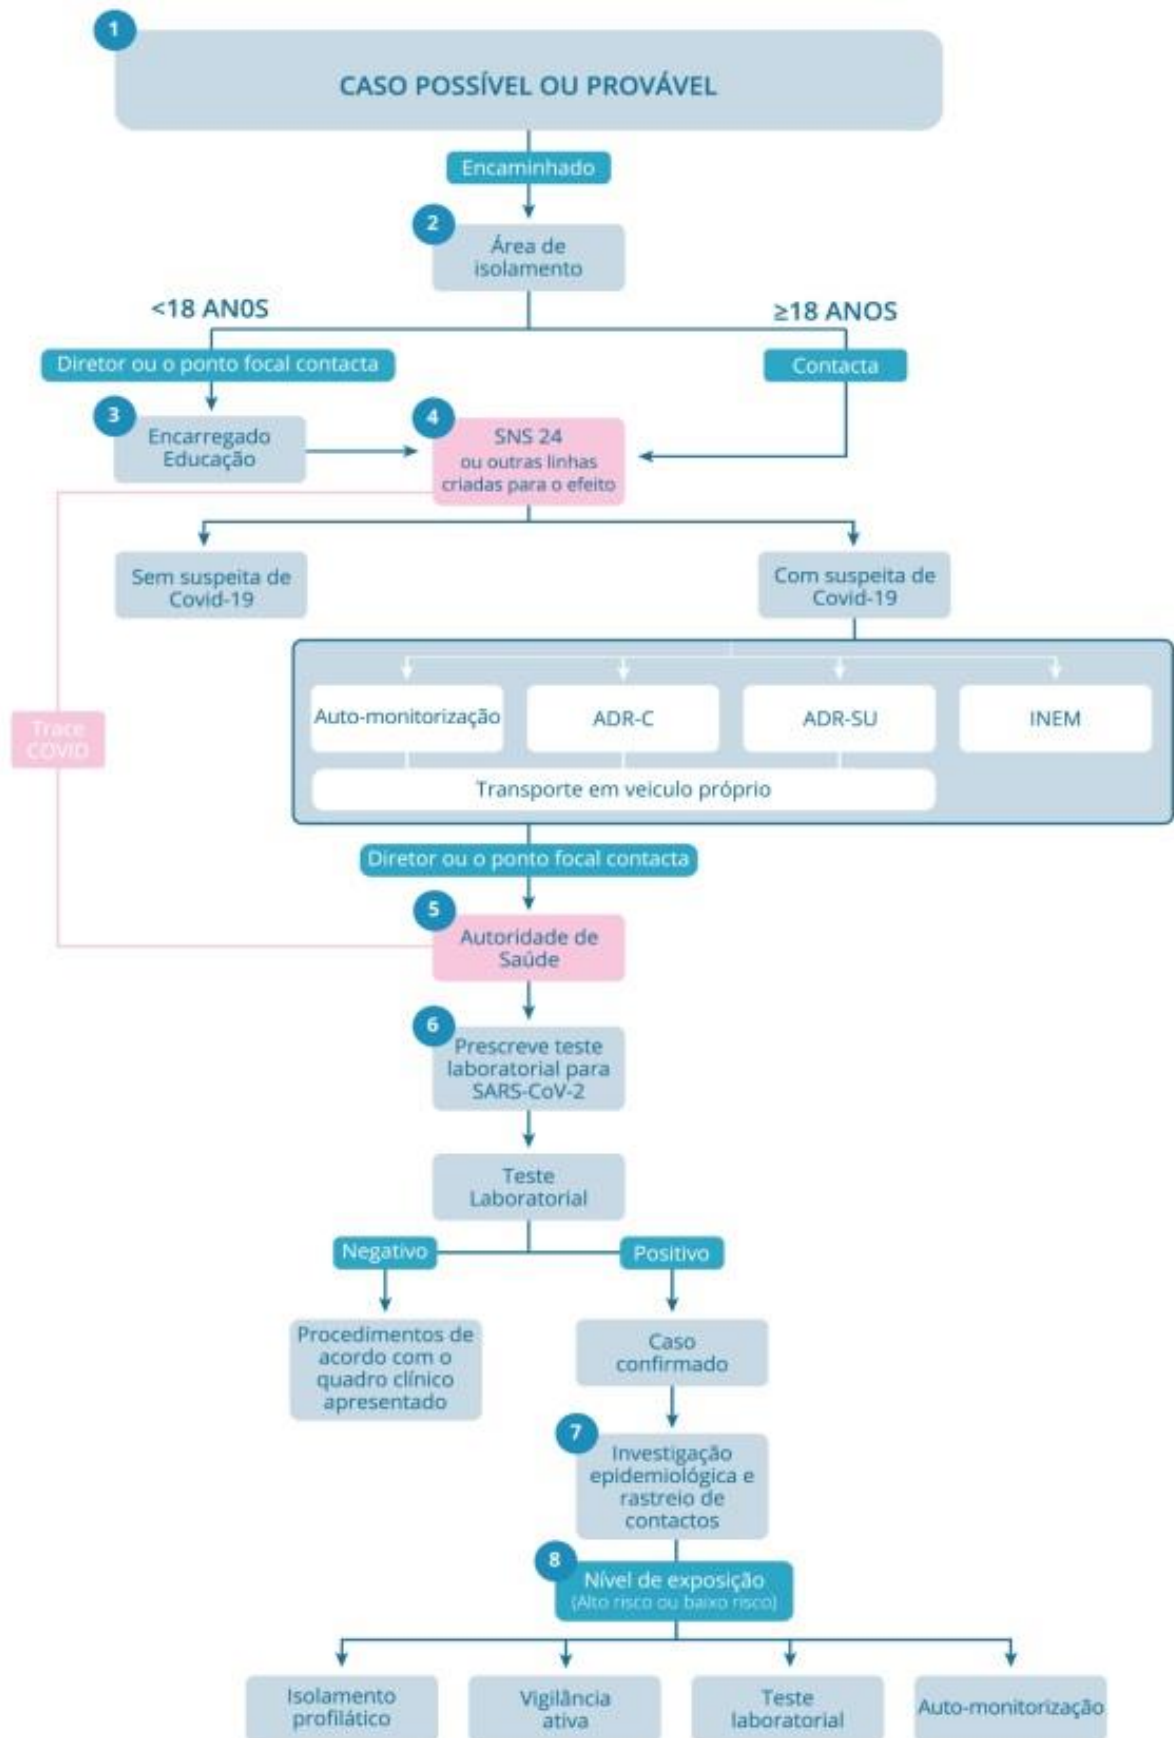 1
CASO POSSÍVEL OU PROVÁVEL
Encaminhado
2
Área de
isolamento
<18 AN0S
≥18 ANOS
Diretor ou o ponto focal contacta
Contacta
3
Encarregado
Educação
4
SNS 24
ou outras linhas
criadas para o efeito
Sem suspeita de
Covid-19
Com suspeita de
Covid-19
Trace
COVID
Auto-monitorização
ADR-C
ADR-SU
INEM
Transporte em veiculo próprio
Diretor ou o ponto focal contacta
5
Autoridade de
Saúde
6
Prescreve teste
laboratorial para
SARS-CoV-2
Teste
Laboratorial
Negativo
Positivo
Procedimentos de
acordo com o
quadro clínico
apresentado
Caso
confirmado
7
Investigação
epidemiológica e
rastreio de
contactos
8
Nível de exposição
(Alto risco ou baixo risco)
Isolamento
profilático
Vigilância
ativa
Teste
laboratorial
Auto-monitorização